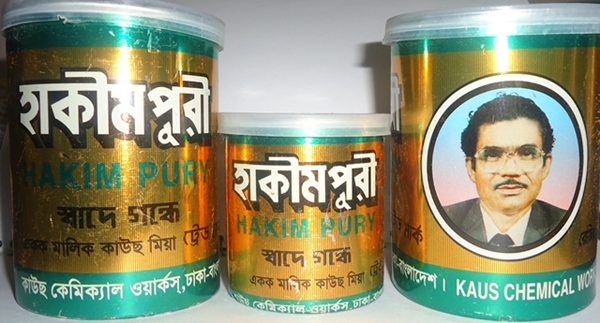 হাকীমপুরী
HAKIM PURY
স্বাদে গন্ধে
একক মালিক কাউছ মিয়া ট্রেড
কাউছ কেমিক্যাল ওয়ার্কস্, ঢাকা-বাং
হাকীমপুরী
HAKIM PURY
স্বাদে গন্ধে
একক মালিক কাউছ মিয়া
কাউছ কেমিক্যাল ওয়ার্কস্,ঢাকা-বাং
রী
র্ক
-বাংলাদেশ। KAUS CHEMICAL WOR